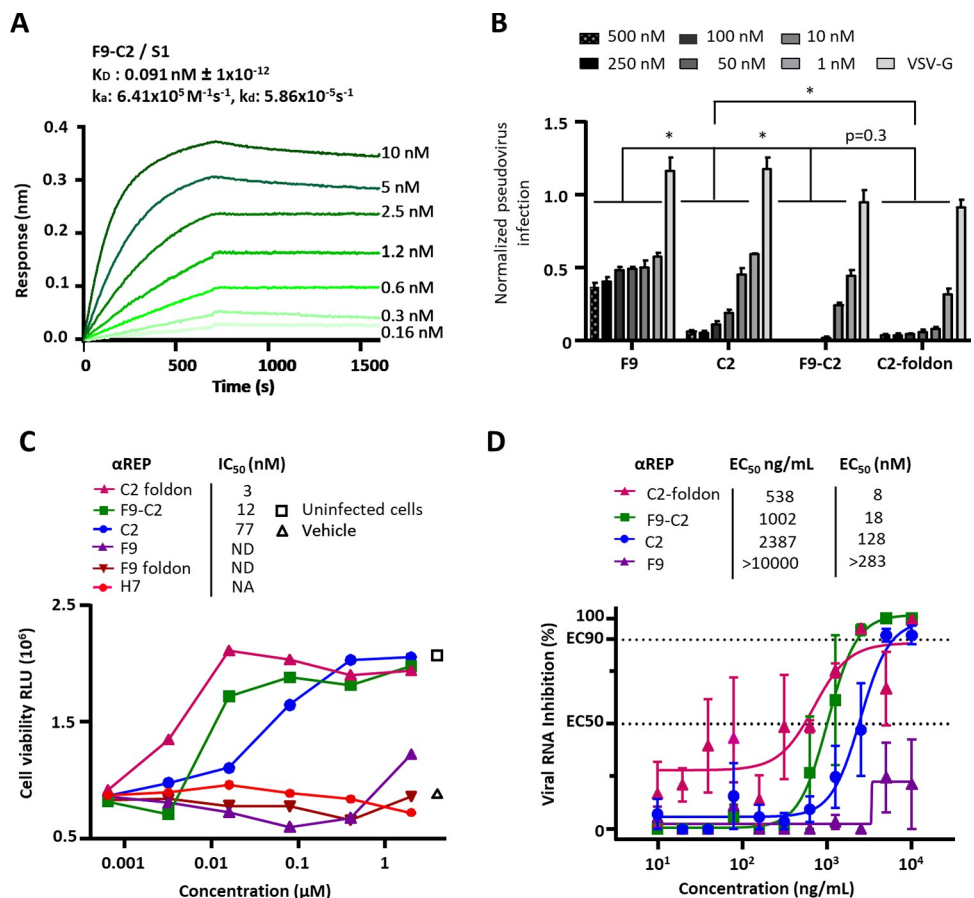 A
F9-C2 / S1
KD : 0.091 nM ± 1x10-12
ka: 6.41x10⁵ M⁻¹s⁻¹, kd: 5.86x10⁻⁵s⁻¹
Response (nm)
0.4
0.3
0.2
0.1
0.0
10 nM
5 nM
2.5 nM
1.2 nM
0.6 nM
0.3 nM
0.16 nM
0 500 1000 1500
Time (s)
B
500 nM 100 nM 10 nM
250 nM 50 nM 1 nM VSV-G
*
* * p=0.3
Normalized pseudovirus
infection
1.5
1.0
0.5
0
F9 C2 F9-C2 C2-foldon
C
αREP IC50 (nM)
C2 foldon 3
F9-C2 12
C2 77
F9 ND
F9 foldon ND
H7 NA
Uninfected cells
Vehicle
Cell viability RLU (10⁶)
2.5
1.5
0.5
0.001 0.01 0.1 1
Concentration (µM)
D
αREP EC50 ng/mL EC50 (nM)
C2-foldon 538 8
F9-C2 1002 18
C2 2387 128
F9 >10000 >283
Viral RNA Inhibition (%)
100
EC90
EC50
0
10¹ 10² 10³ 10⁴
Concentration (ng/mL)